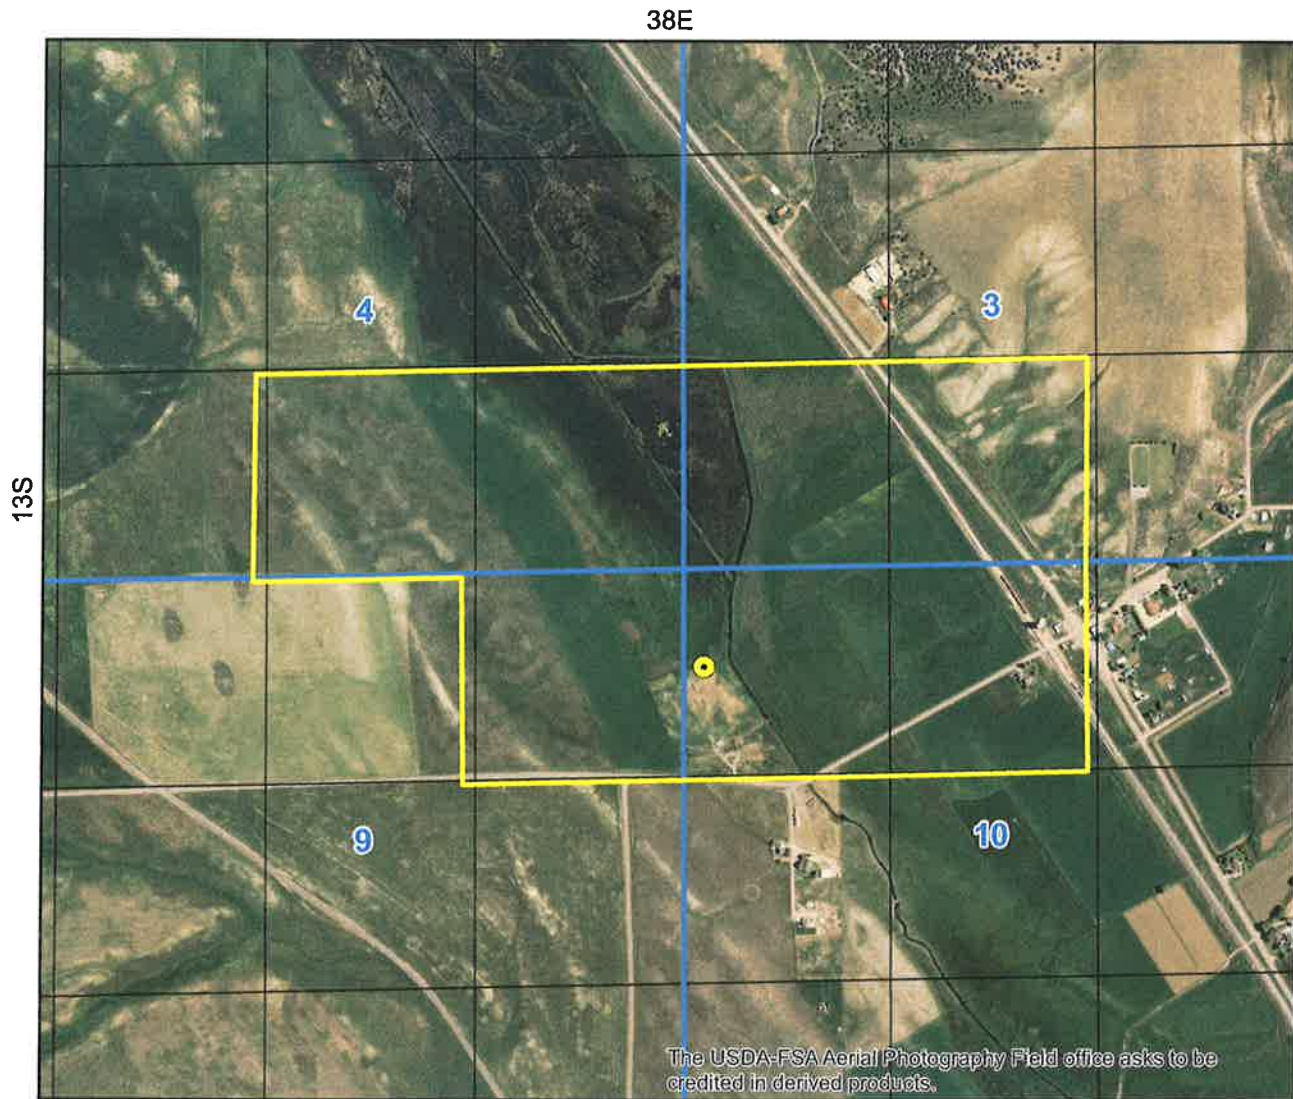 38E
4
3
13S
9
10
The USDA-FSA Aerial Photography Field office asks to be
credited in derived products.